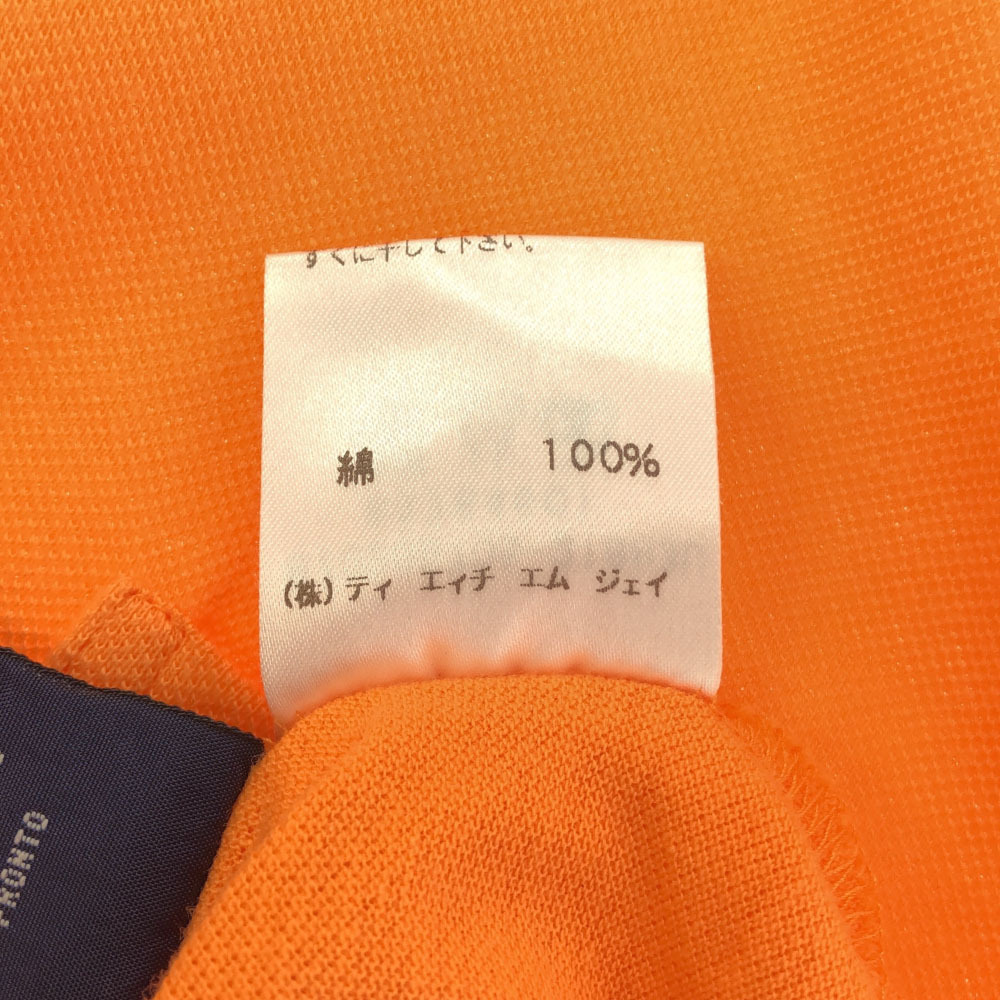 すぐに干して下さい。
綿 100%
(株)ティ エイチ エム ジェイ
PRONTO